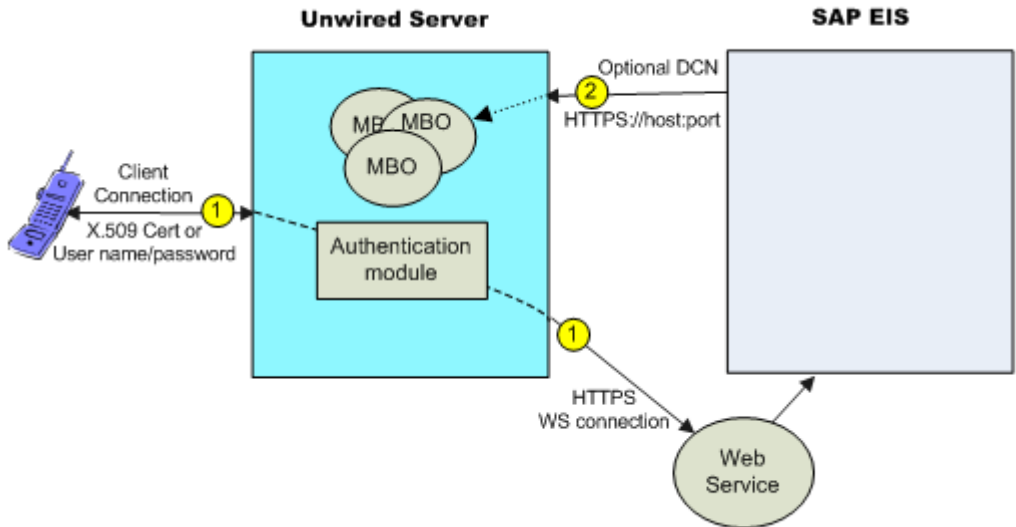 Unwired Server
SAP EIS
Optional DCN
2
HTTPS://host:port
MB
MBO
MBO
Client
Connection
1
X.509 Cert or
User name/password
Authentication
module
1
HTTPS
WS connection
Web
Service